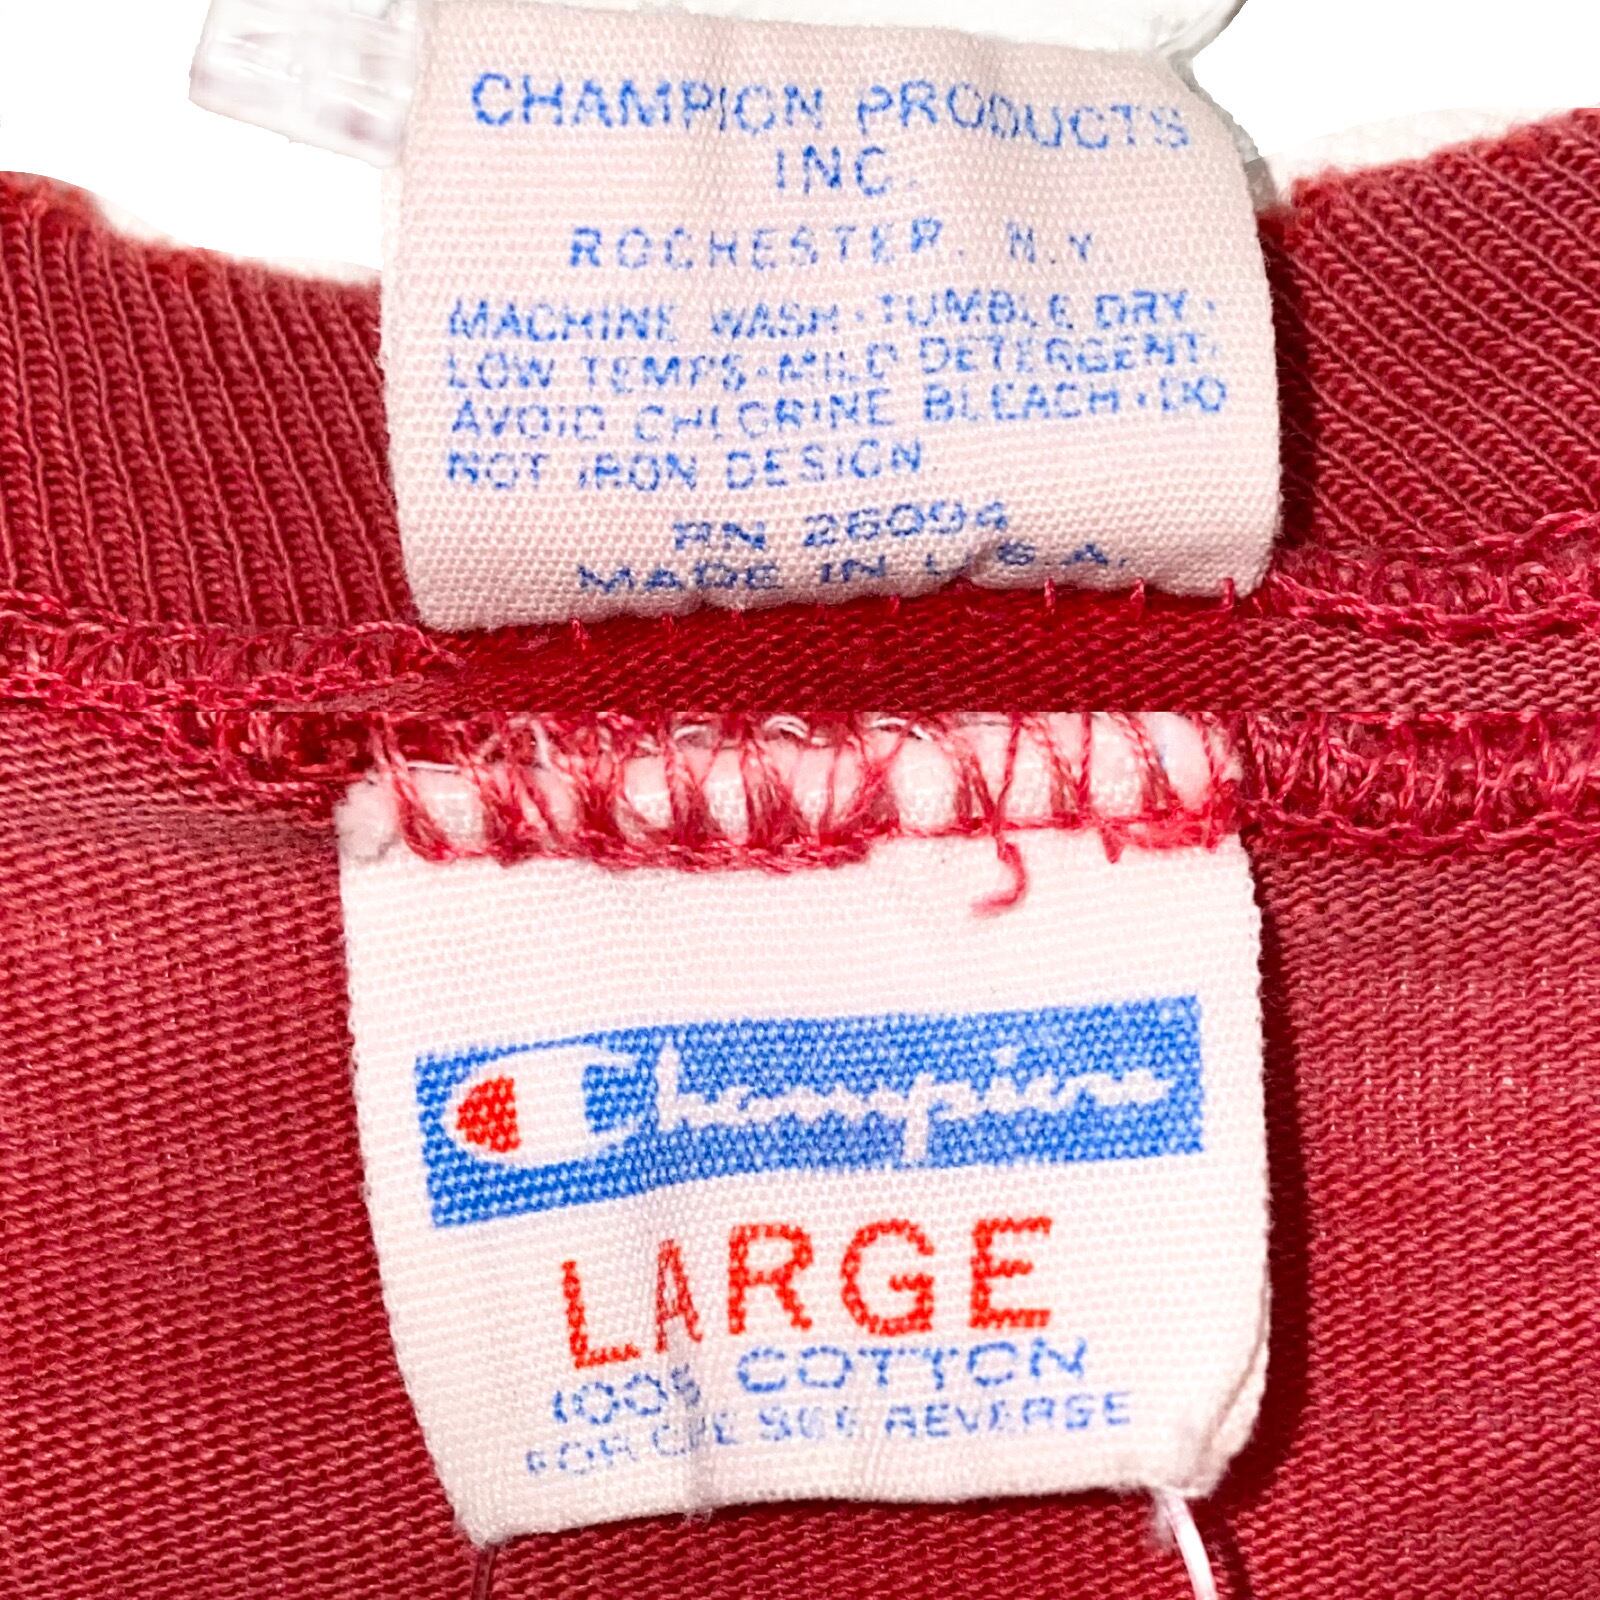 CHAMPION PRODUCTS
INC.
ROCHESTER. N.Y.
MACHINE WASH·TUMBLE DRY·
LOW TEMPS·MILD DETERGENT·
AVOID CHLORINE BLEACH·DO
NOT IRON DESIGN.
RN 26094
MADE IN U.S.A.
Champion
LARGE
100% COTTON
FOR CARE SEE REVERSE